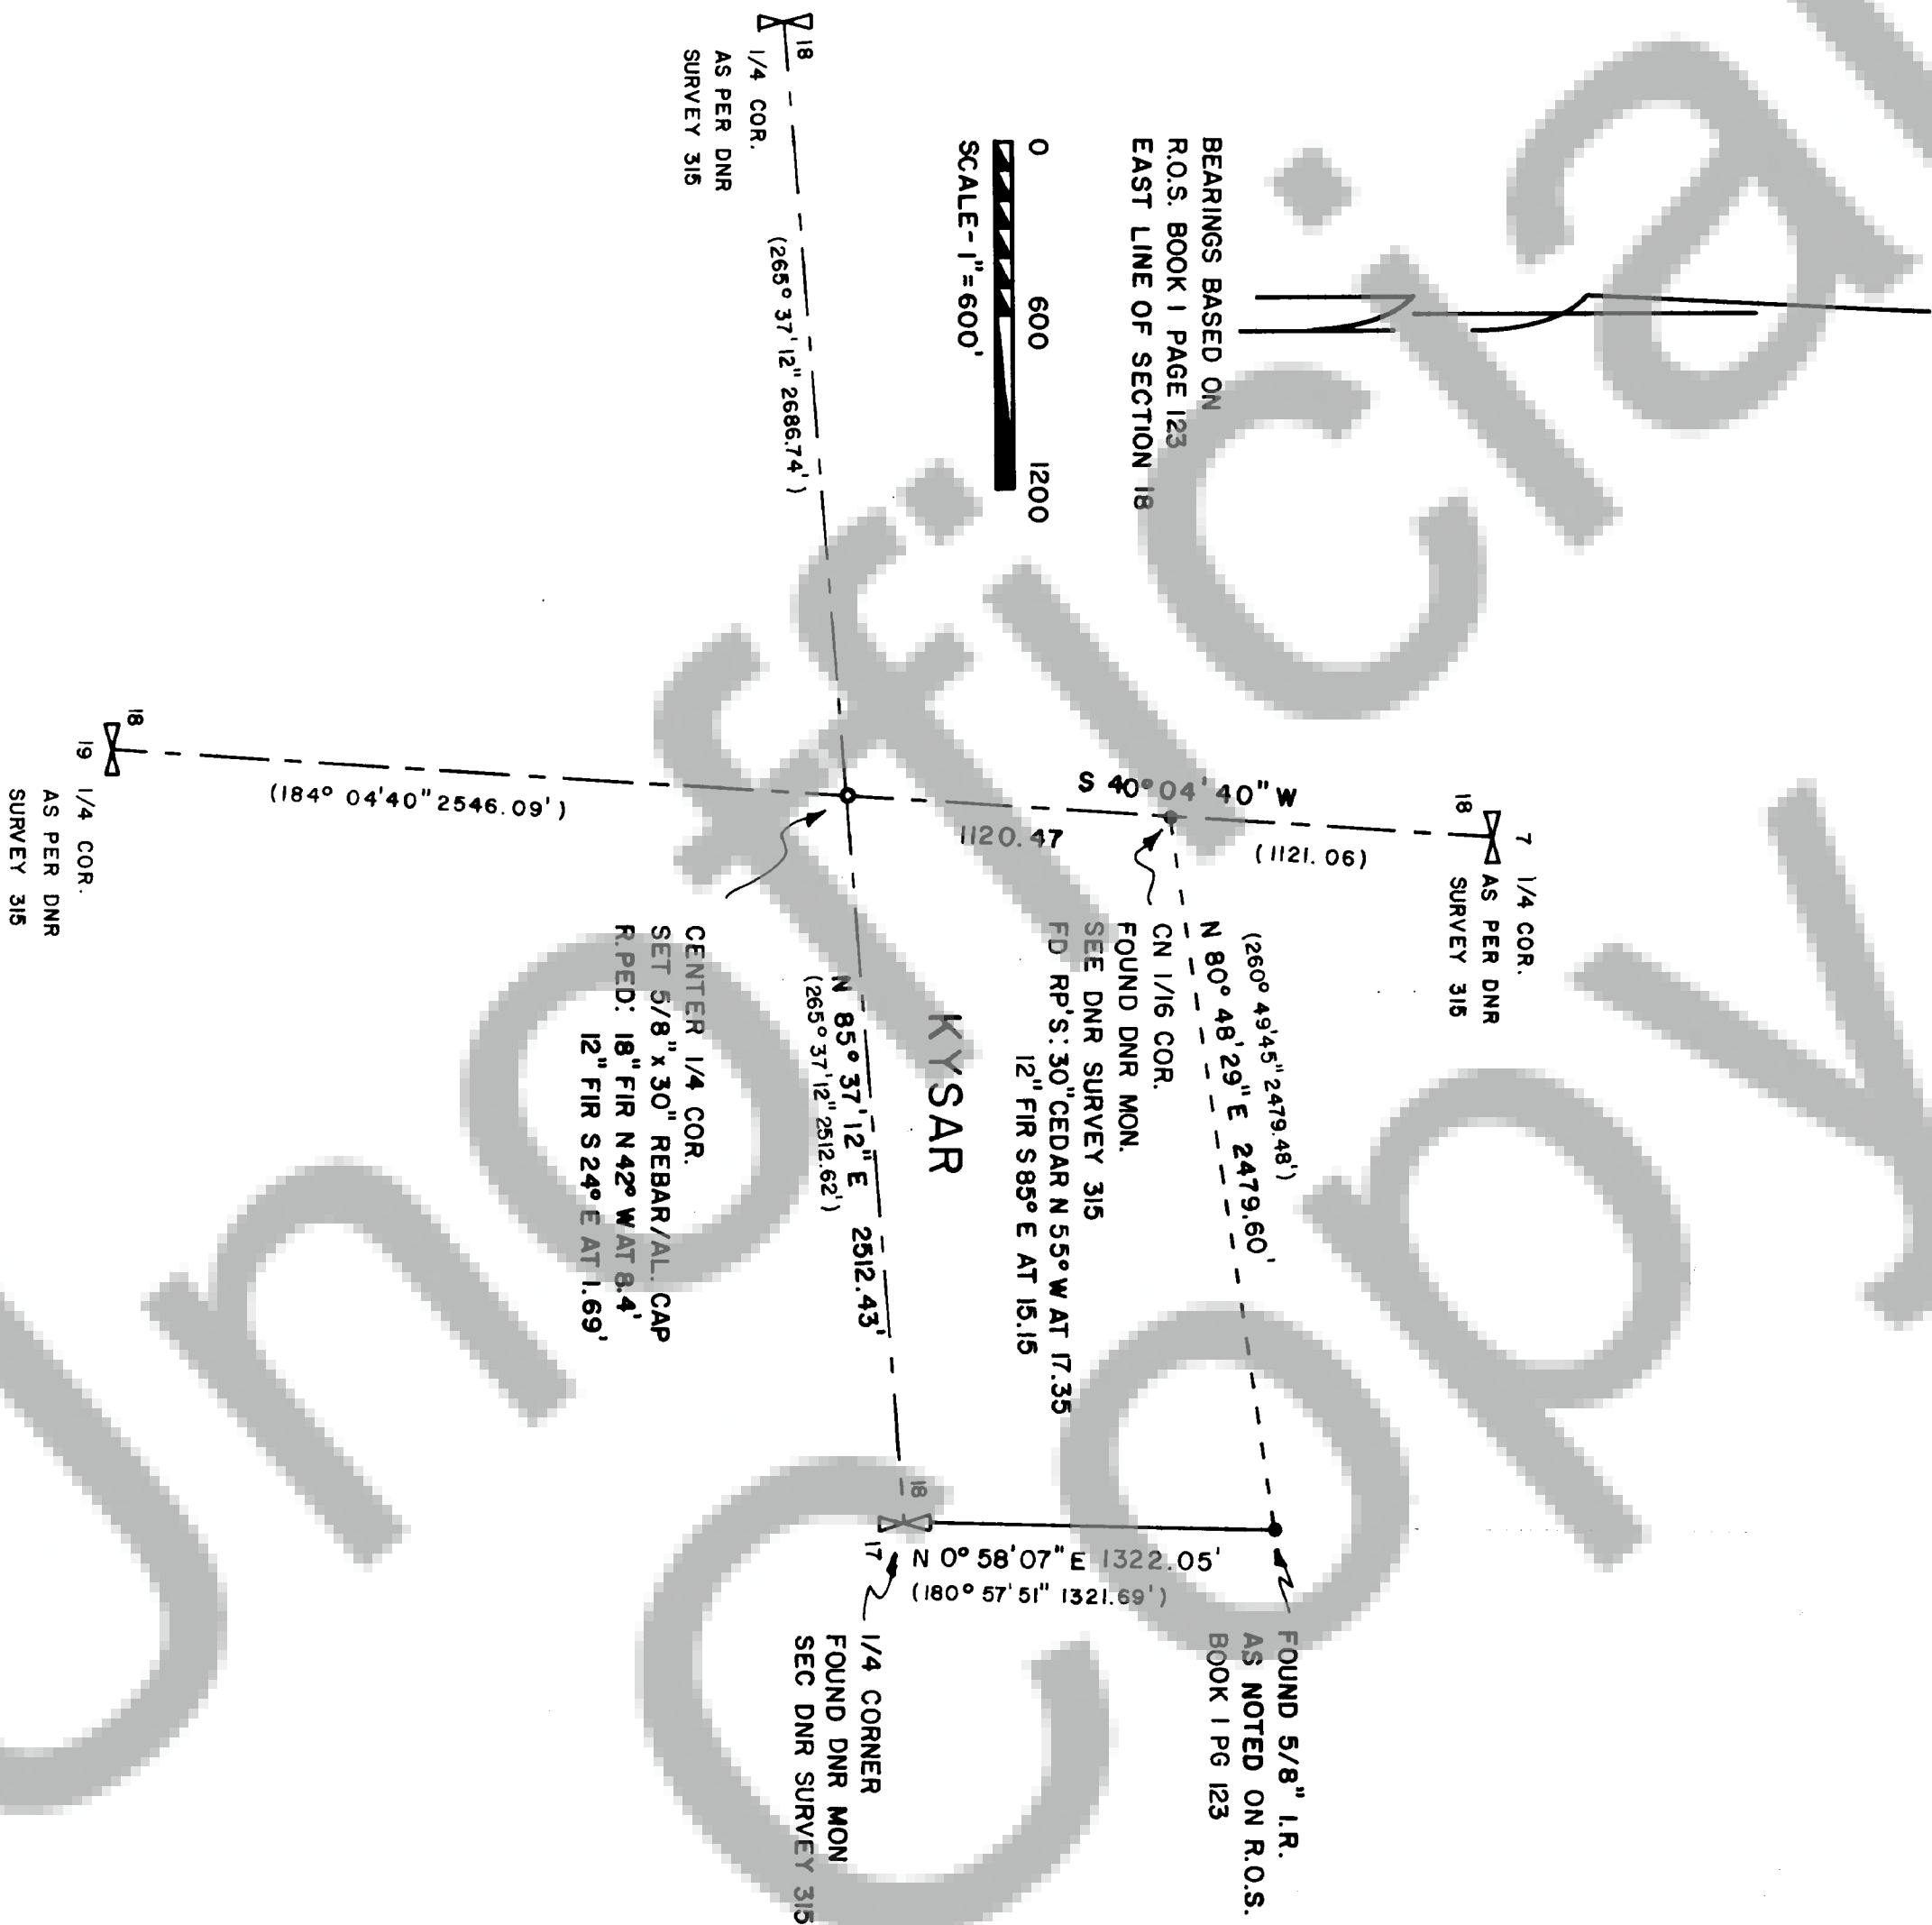 18
1/4 COR.
AS PER DNR
SURVEY 315
(265° 37' 12" 2686.74')
BEARINGS BASED ON
R.O.S. BOOK 1 PAGE 123
EAST LINE OF SECTION 18
0 600 1200
SCALE- 1"=600'
7 1/4 COR.
18 AS PER DNR
SURVEY 315
S 40° 04' 40" W
1120.47
(1121.06)
(260° 49'45" 2479.48')
N 80° 48' 29" E 2479.60'
CN 1/16 COR.
FOUND DNR MON.
SEE DNR SURVEY 315
FD RP'S: 30" CEDAR N 55° W AT 17.35
12" FIR S 85° E AT 15.15
KYSAR
N 85° 37' 12" E 2512.43'
(265° 37' 12" 2512.62')
CENTER 1/4 COR.
SET 5/8" x 30" REBAR/AL. CAP
R.PED: 18" FIR N 42° W AT 8.4'
12" FIR S 24° E AT 1.69'
(184° 04'40" 2546.09')
18
19 1/4 COR.
AS PER DNR
SURVEY 315
FOUND 5/8" I.R.
AS NOTED ON R.O.S.
BOOK 1 PG 123
N 0° 58' 07" E 1322.05'
(180° 57' 51" 1321.69')
18
17
1/4 CORNER
FOUND DNR MON
SEC DNR SURVEY 315
Unofficial
Copy